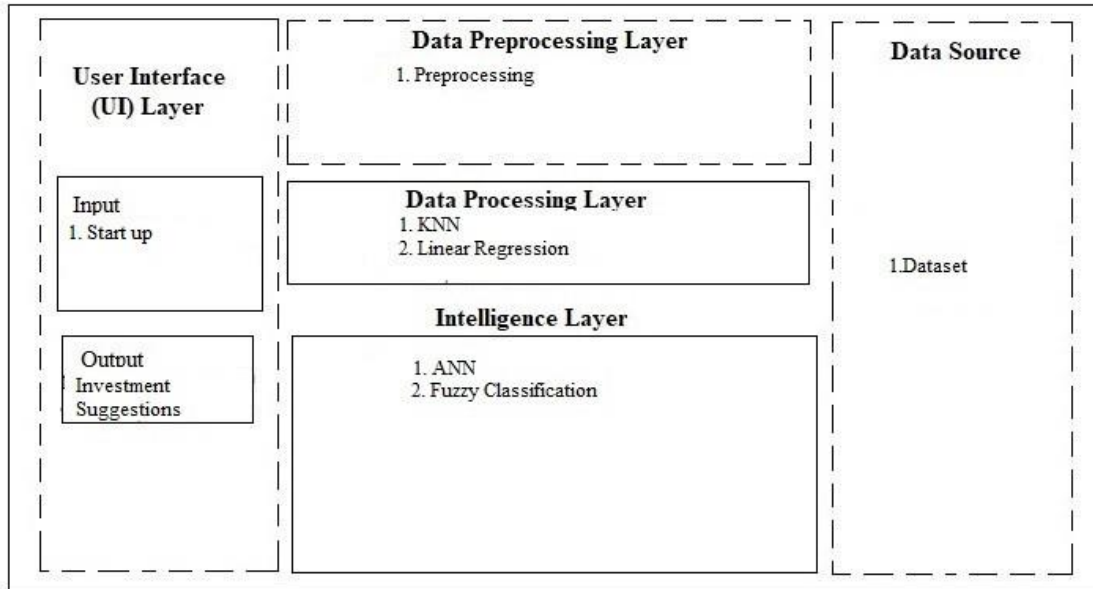 User Interface
(UI) Layer
Input
1. Start up
Output
Investment
Suggestions
Data Preprocessing Layer
1. Preprocessing
Data Processing Layer
1. KNN
2. Linear Regression
Intelligence Layer
1. ANN
2. Fuzzy Classification
Data Source
1.Dataset